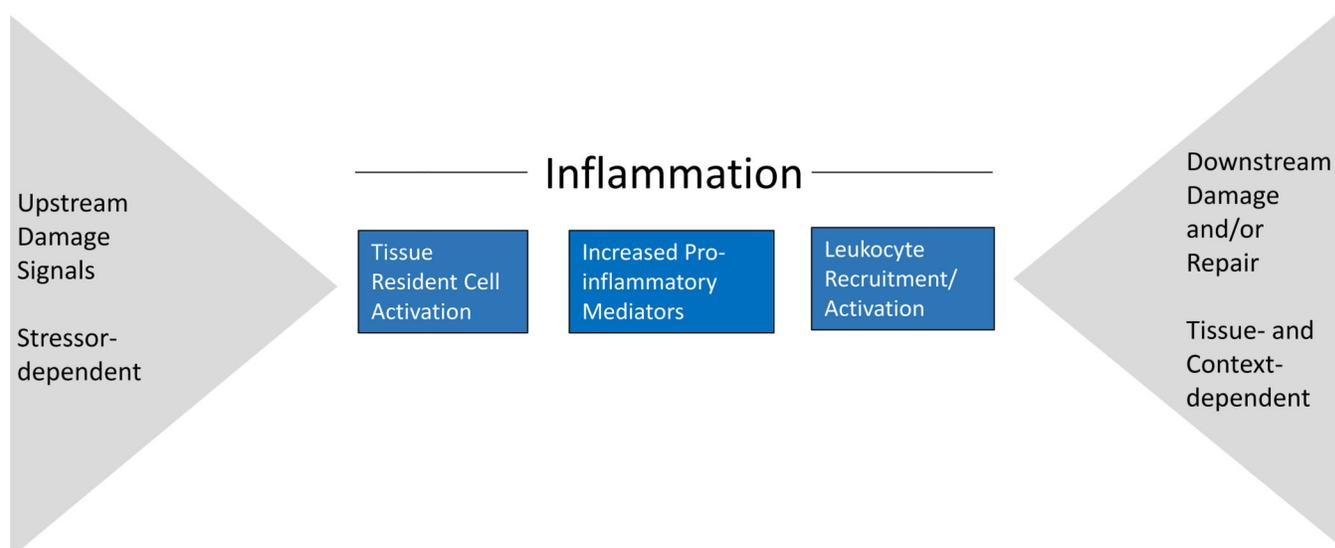 Inflammation
Upstream
Damage
Signals
Stressor-
dependent
Tissue
Resident Cell
Activation
Increased Pro-
inflammatory
Mediators
Leukocyte
Recruitment/
Activation
Downstream
Damage
and/or
Repair
Tissue- and
Context-
dependent